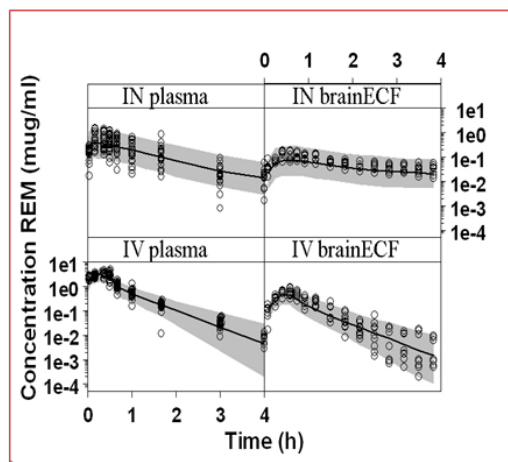 0 1 2 3 4
IN plasma IN brainECF
1e1
1e0
1e-1
1e-2
1e-3
1e-4
IV plasma IV brainECF
1e1
1e0
1e-1
1e-2
1e-3
1e-4
Concentration REM (mug/ml)
0 1 2 3 4
Time (h)